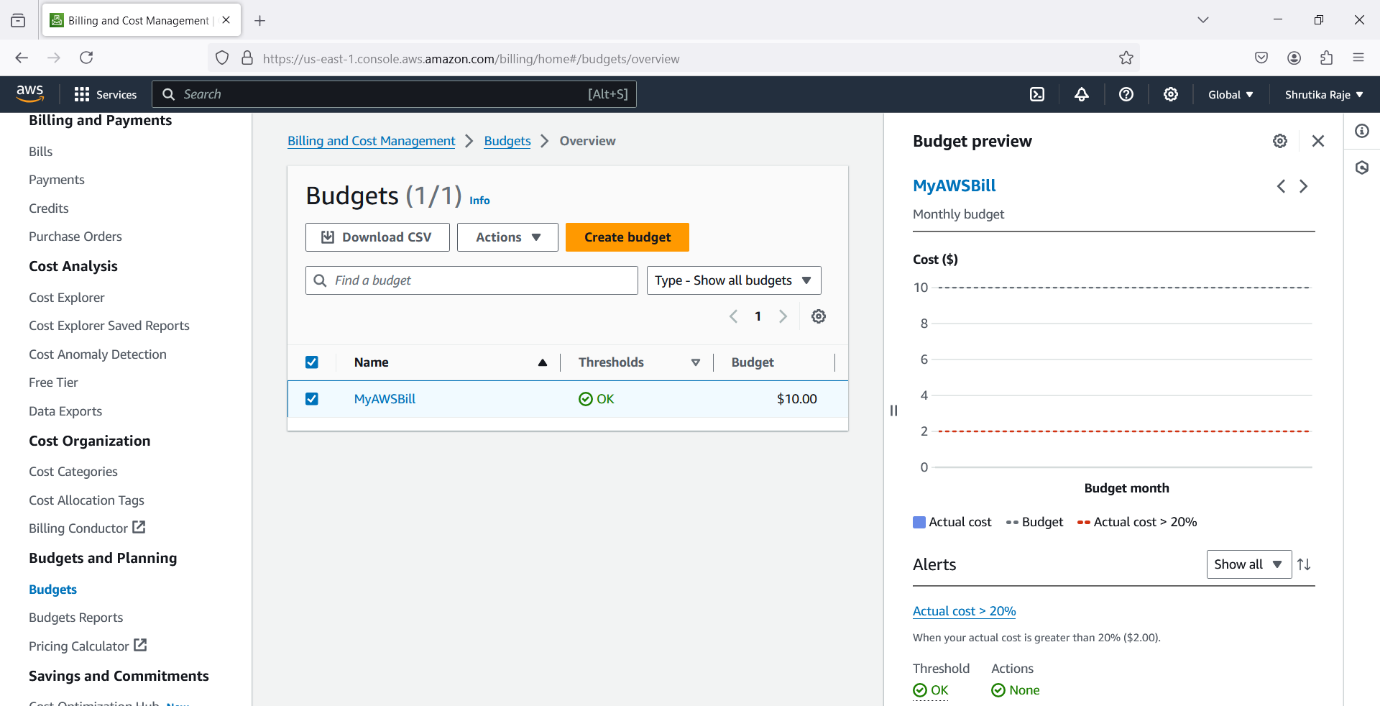 Billing and Cost Management
https://us-east-1.console.aws.amazon.com/billing/home#/budgets/overview
aws
Services
Search
[Alt+S]
Global
Shrutika Raje
Billing and Payments
Bills
Payments
Credits
Purchase Orders
Cost Analysis
Cost Explorer
Cost Explorer Saved Reports
Cost Anomaly Detection
Free Tier
Data Exports
Cost Organization
Cost Categories
Cost Allocation Tags
Billing Conductor
Budgets and Planning
Budgets
Budgets Reports
Pricing Calculator
Savings and Commitments
Cost Optimization Hub New
Billing and Cost Management
Budgets
Overview
Budgets (1/1) Info
Download CSV
Actions
Create budget
Find a budget
Type - Show all budgets
1
Name
Thresholds
Budget
MyAWSBill
OK
$10.00
Budget preview
MyAWSBill
Monthly budget
Cost ($)
10
8
6
4
2
0
Budget month
Actual cost
Budget
Actual cost > 20%
Alerts
Show all
Actual cost > 20%
When your actual cost is greater than 20% ($2.00).
Threshold
Actions
OK
None